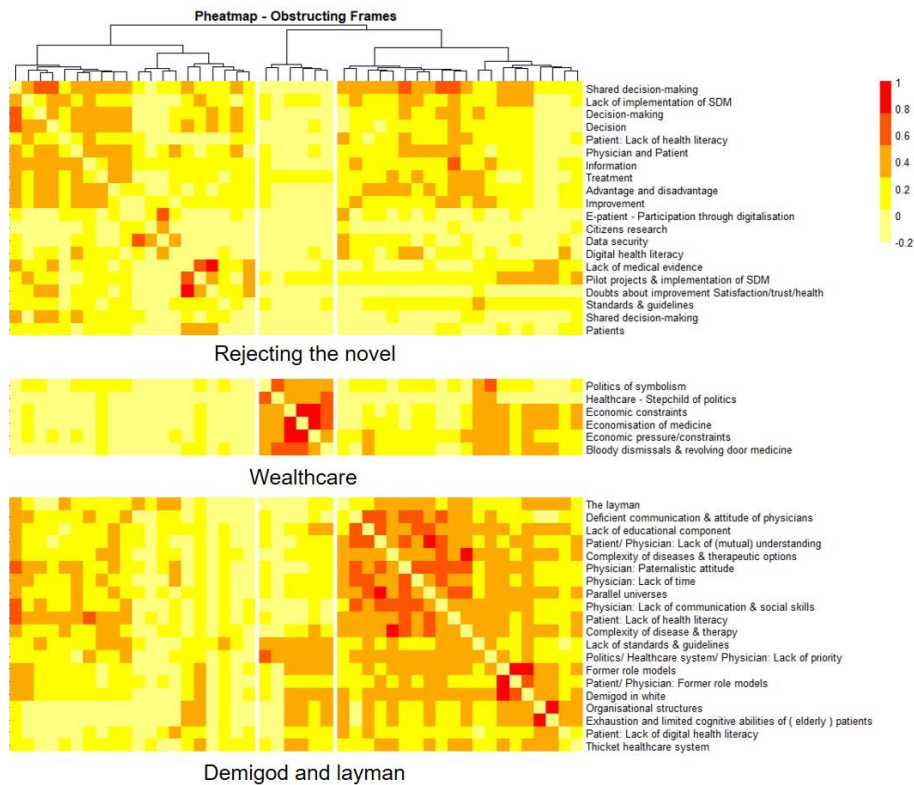 Pheatmap - Obstructing Frames
Shared decision-making
Lack of implementation of SDM
Decision-making
Decision
Patient: Lack of health literacy
Physician and Patient
Information
Treatment
Advantage and disadvantage
Improvement
E-patient - Participation through digitalisation
Citizens research
Data security
Digital health literacy
Lack of medical evidence
Pilot projects & implementation of SDM
Doubts about improvement Satisfaction/trust/health
Standards & guidelines
Shared decision-making
Patients
1
0.8
0.6
0.4
0.2
0
-0.2
Rejecting the novel
Politics of symbolism
Healthcare - Stepchild of politics
Economic constraints
Economisation of medicine
Economic pressure/constraints
Bloody dismissals & revolving door medicine
Wealthcare
The layman
Deficient communication & attitude of physicians
Lack of educational component
Patient/ Physician: Lack of (mutual) understanding
Complexity of diseases & therapeutic options
Physician: Paternalistic attitude
Physician: Lack of time
Parallel universes
Physician: Lack of communication & social skills
Patient: Lack of health literacy
Complexity of disease & therapy
Lack of standards & guidelines
Politics/ Healthcare system/ Physician: Lack of priority
Former role models
Patient/ Physician: Former role models
Demigod in white
Organisational structures
Exhaustion and limited cognitive abilities of ( elderly ) patients
Patient: Lack of digital health literacy
Thicket healthcare system
Demigod and layman